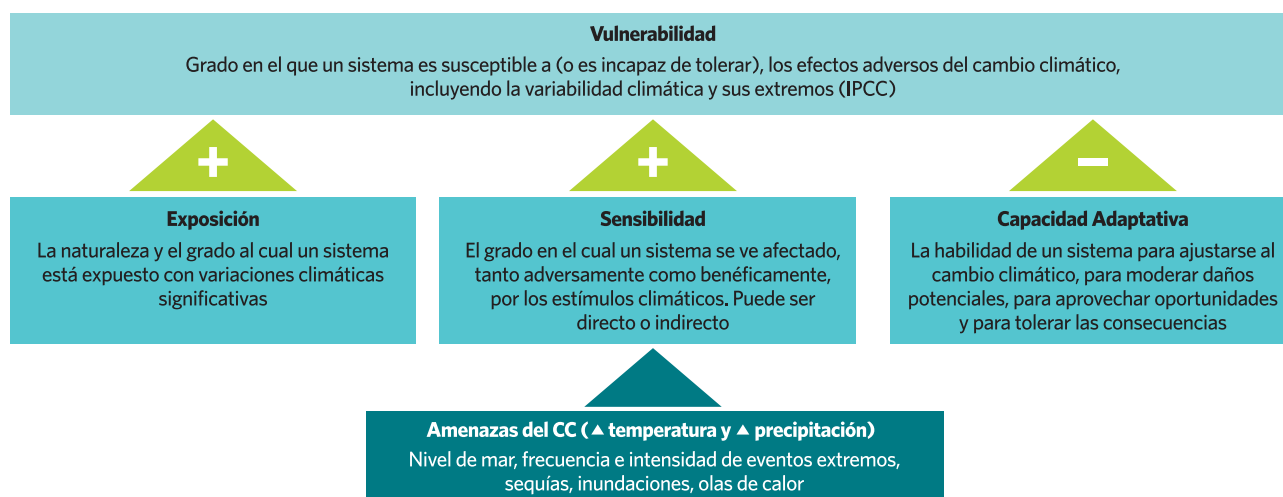 Vulnerabilidad
Grado en el que un sistema es susceptible a (o es incapaz de tolerar), los efectos adversos del cambio climático,
incluyendo la variabilidad climática y sus extremos (IPCC)
+
+
−
Exposición
La naturaleza y el grado al cual un sistema
está expuesto con variaciones climáticas
significativas
Sensibilidad
El grado en el cual un sistema se ve afectado,
tanto adversamente como benéficamente,
por los estímulos climáticos. Puede ser
directo o indirecto
Capacidad Adaptativa
La habilidad de un sistema para ajustarse al
cambio climático, para moderar daños
potenciales, para aprovechar oportunidades
y para tolerar las consecuencias
Amenazas del CC (▲ temperatura y ▲ precipitación)
Nivel de mar, frecuencia e intensidad de eventos extremos,
sequías, inundaciones, olas de calor